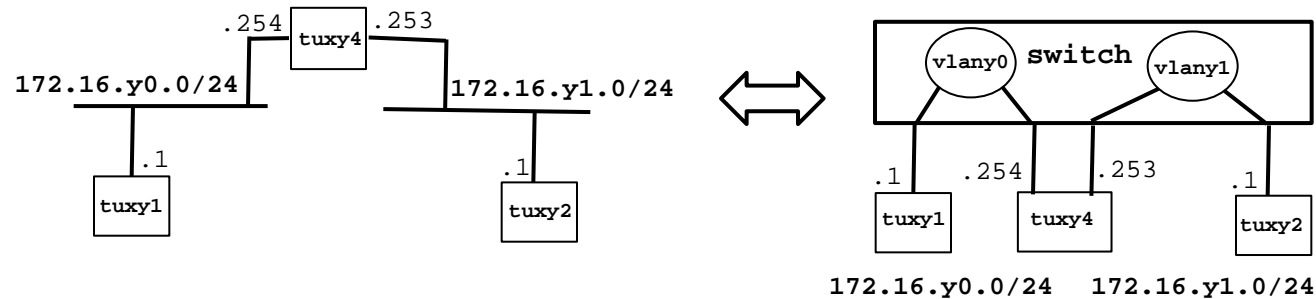 .254
.253
tuxy4
172.16.y0.0/24
172.16.y1.0/24
.1
.1
tuxy1
tuxy2
switch
vlany0
vlany1
.1
.254
.253
.1
tuxy1
tuxy4
tuxy2
172.16.y0.0/24
172.16.y1.0/24